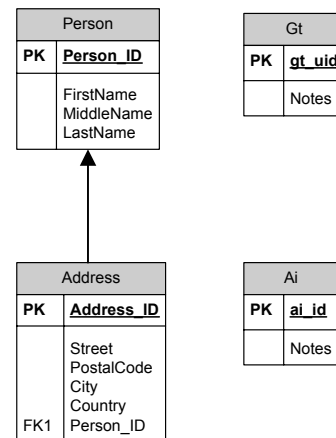 Person
PK Person_ID
FirstName
MiddleName
LastName
Gt
PK gt_uid
Notes
Address
PK Address_ID
Street
PostalCode
City
Country
FK1 Person_ID
Ai
PK ai_id
Notes